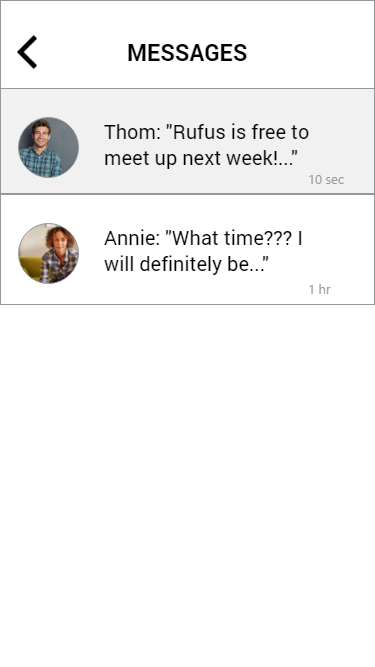 MESSAGES
Thom: "Rufus is free to
meet up next week!..."
10 sec
Annie: "What time??? I
will definitely be..."
1 hr